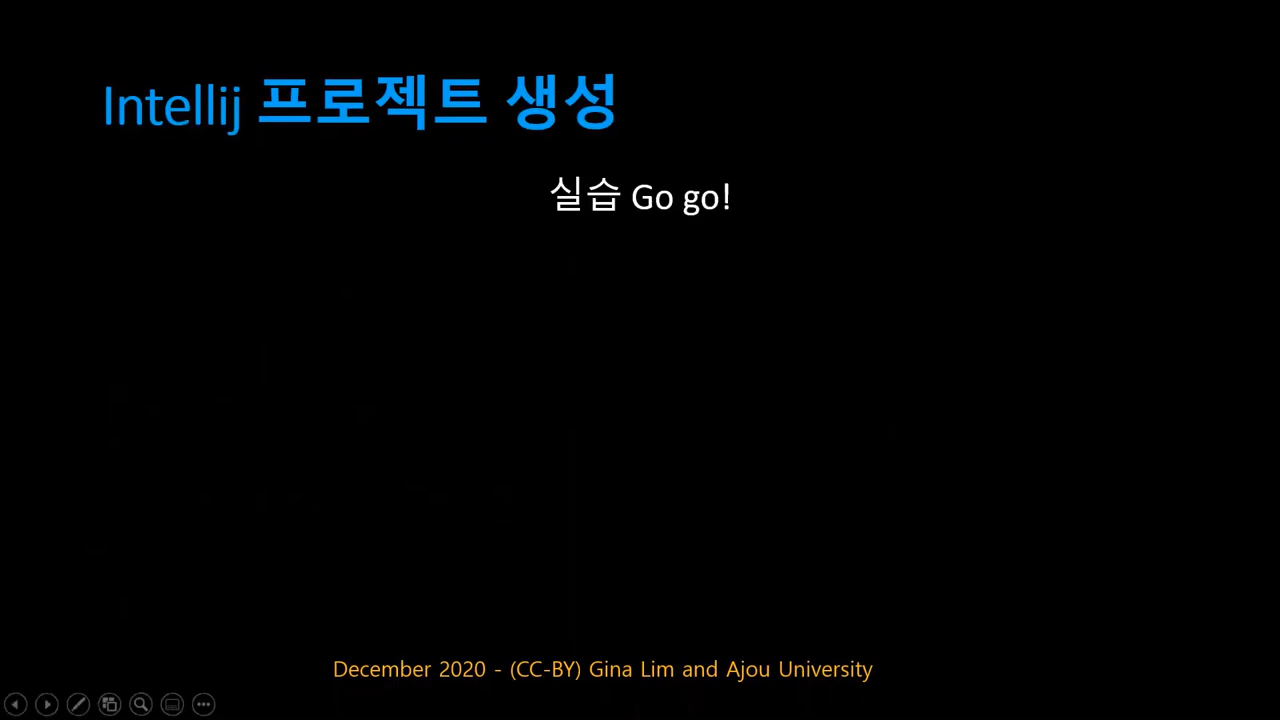 Intellij 프로젝트 생성
실습 Go go!
December 2020 - (CC-BY) Gina Lim and Ajou University